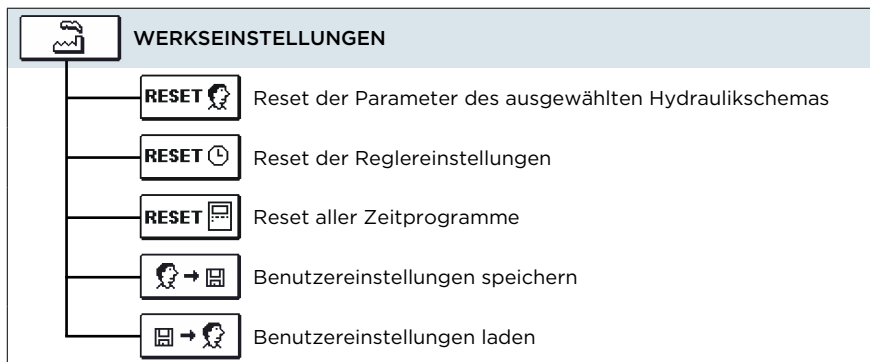 WERKSEINSTELLUNGEN
RESET Reset der Parameter des ausgewählten Hydraulikschemas
RESET Reset der Reglereinstellungen
RESET Reset aller Zeitprogramme
Benutzereinstellungen speichern
Benutzereinstellungen laden